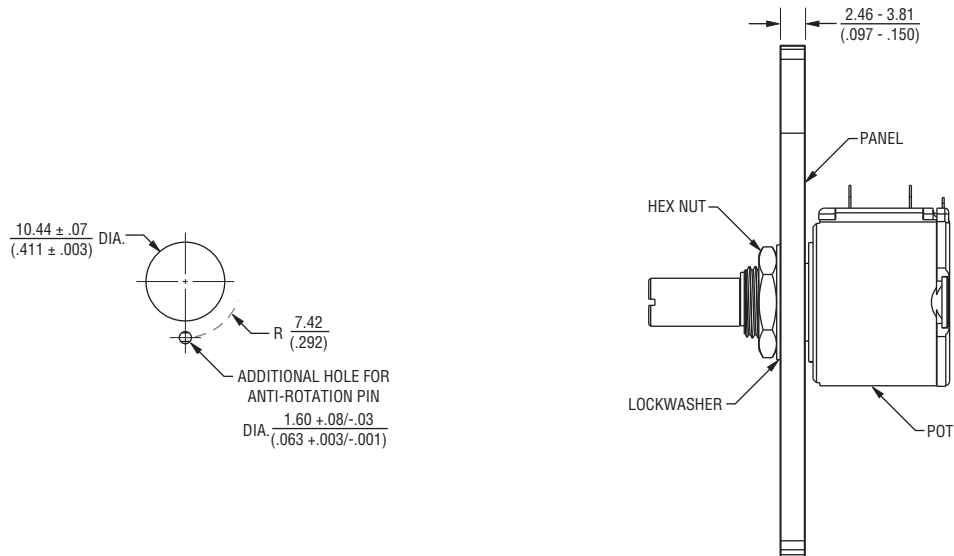 2.46 - 3.81
(.097 - .150)
PANEL
HEX NUT
10.44 ± .07
(.411 ± .003)
DIA.
R
7.42
(.292)
ADDITIONAL HOLE FOR
ANTI-ROTATION PIN
DIA.
1.60 +.08/-.03
(.063 +.003/-.001)
LOCKWASHER
POT